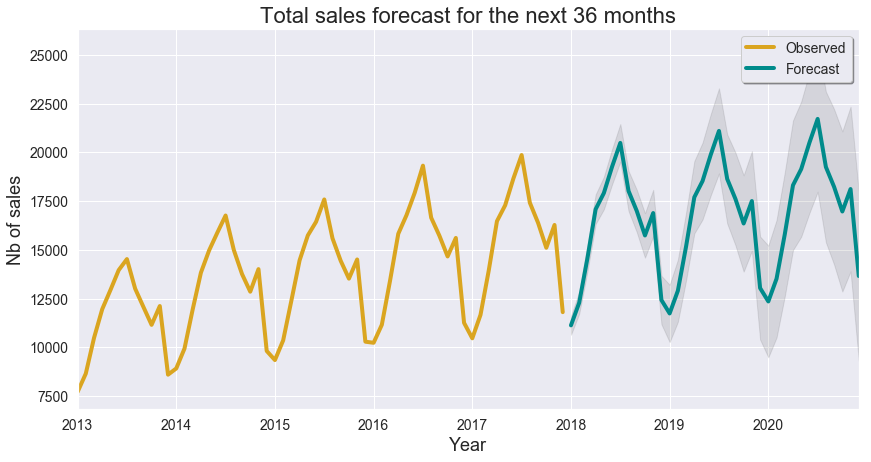 Total sales forecast for the next 36 months
Observed
Forecast
25000
22500
20000
17500
15000
12500
10000
7500
Nb of sales
2013 2014 2015 2016 2017 2018 2019 2020
Year